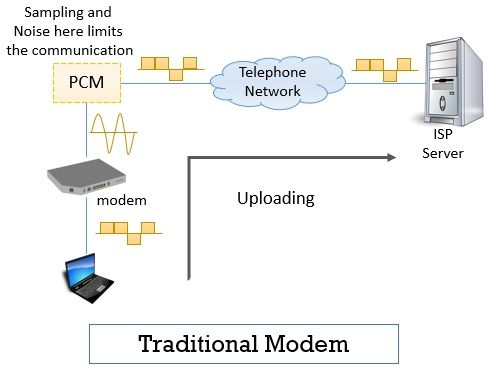 Sampling and
Noise here limits
the communication
PCM
Telephone
Network
ISP
Server
modem
Uploading
Traditional Modem